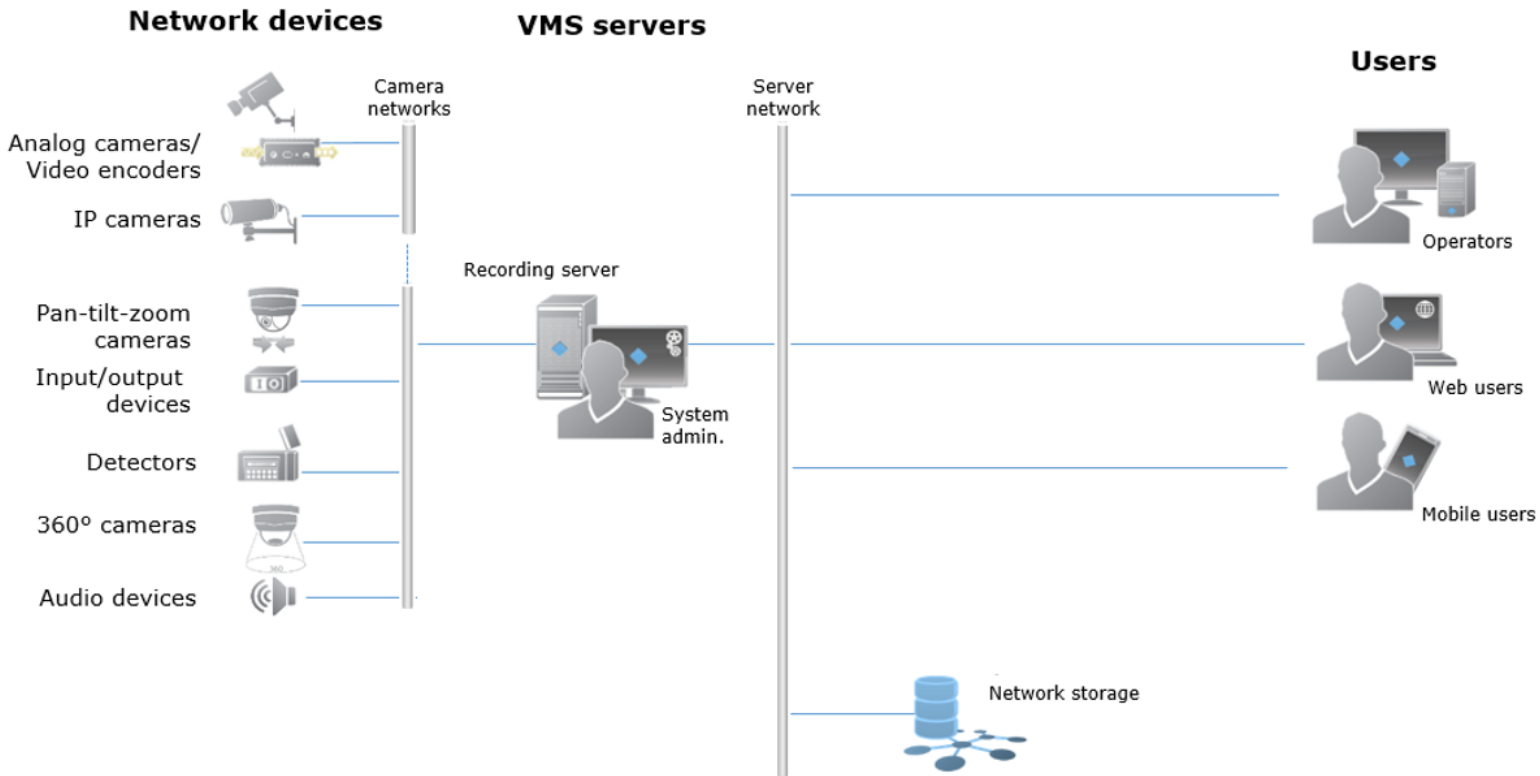 Network devices
VMS servers
Users
Camera
networks
Server
network
Analog cameras/
Video encoders
IP cameras
Recording server
Operators
Pan-tilt-zoom
cameras
Input/output
devices
System
admin.
Web users
Detectors
Mobile users
360º cameras
360
Audio devices
Network storage